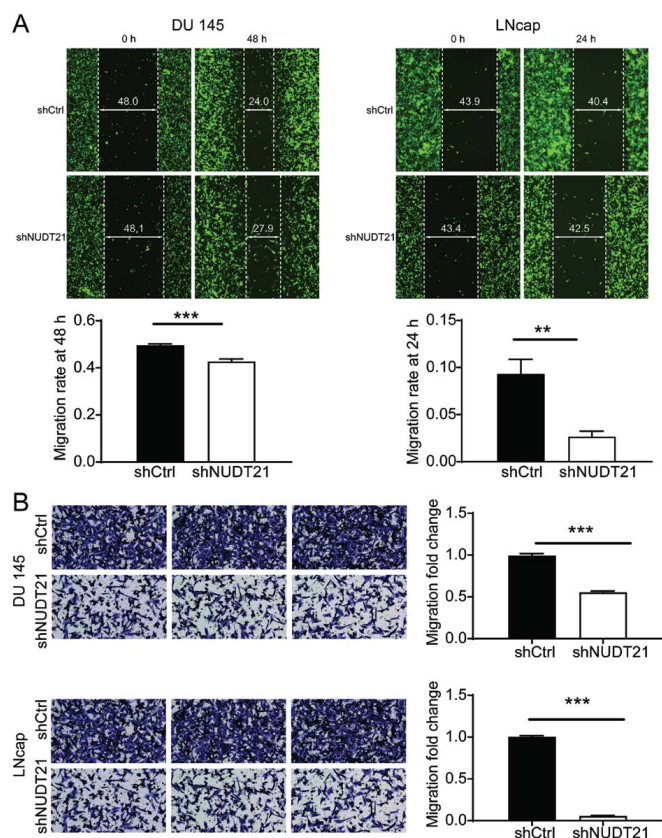 A
DU 145
0 h
48 h
shCtrl
48.0
24.0
shNUDT21
48,1
27.9
LNcap
0 h
24 h
shCtrl
43.9
40.4
shNUDT21
43.4
42.5
Migration rate at 48 h
0.6
0.4
0.2
0.0
***
shCtrl
shNUDT21
Migration rate at 24 h
0.15
0.10
0.05
0.00
**
shCtrl
shNUDT21
B
DU 145
shCtrl
shNUDT21
Migration fold change
1.5
1.0
0.5
0.0
***
shCtrl
shNUDT21
LNcap
shCtrl
shNUDT21
Migration fold change
1.5
1.0
0.5
0.0
***
shCtrl
shNUDT21